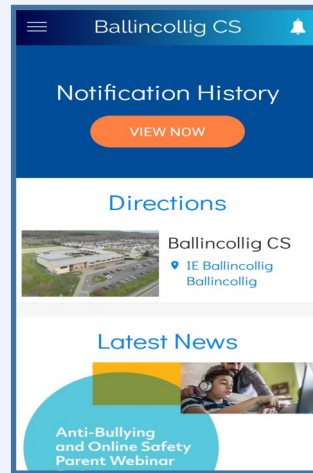 Ballincollig CS
Notification History
VIEW NOW
Directions
Ballincollig CS
IE Ballincollig
Ballincollig
Latest News
Anti-Bullying
and Online Safety
Parent Webinar